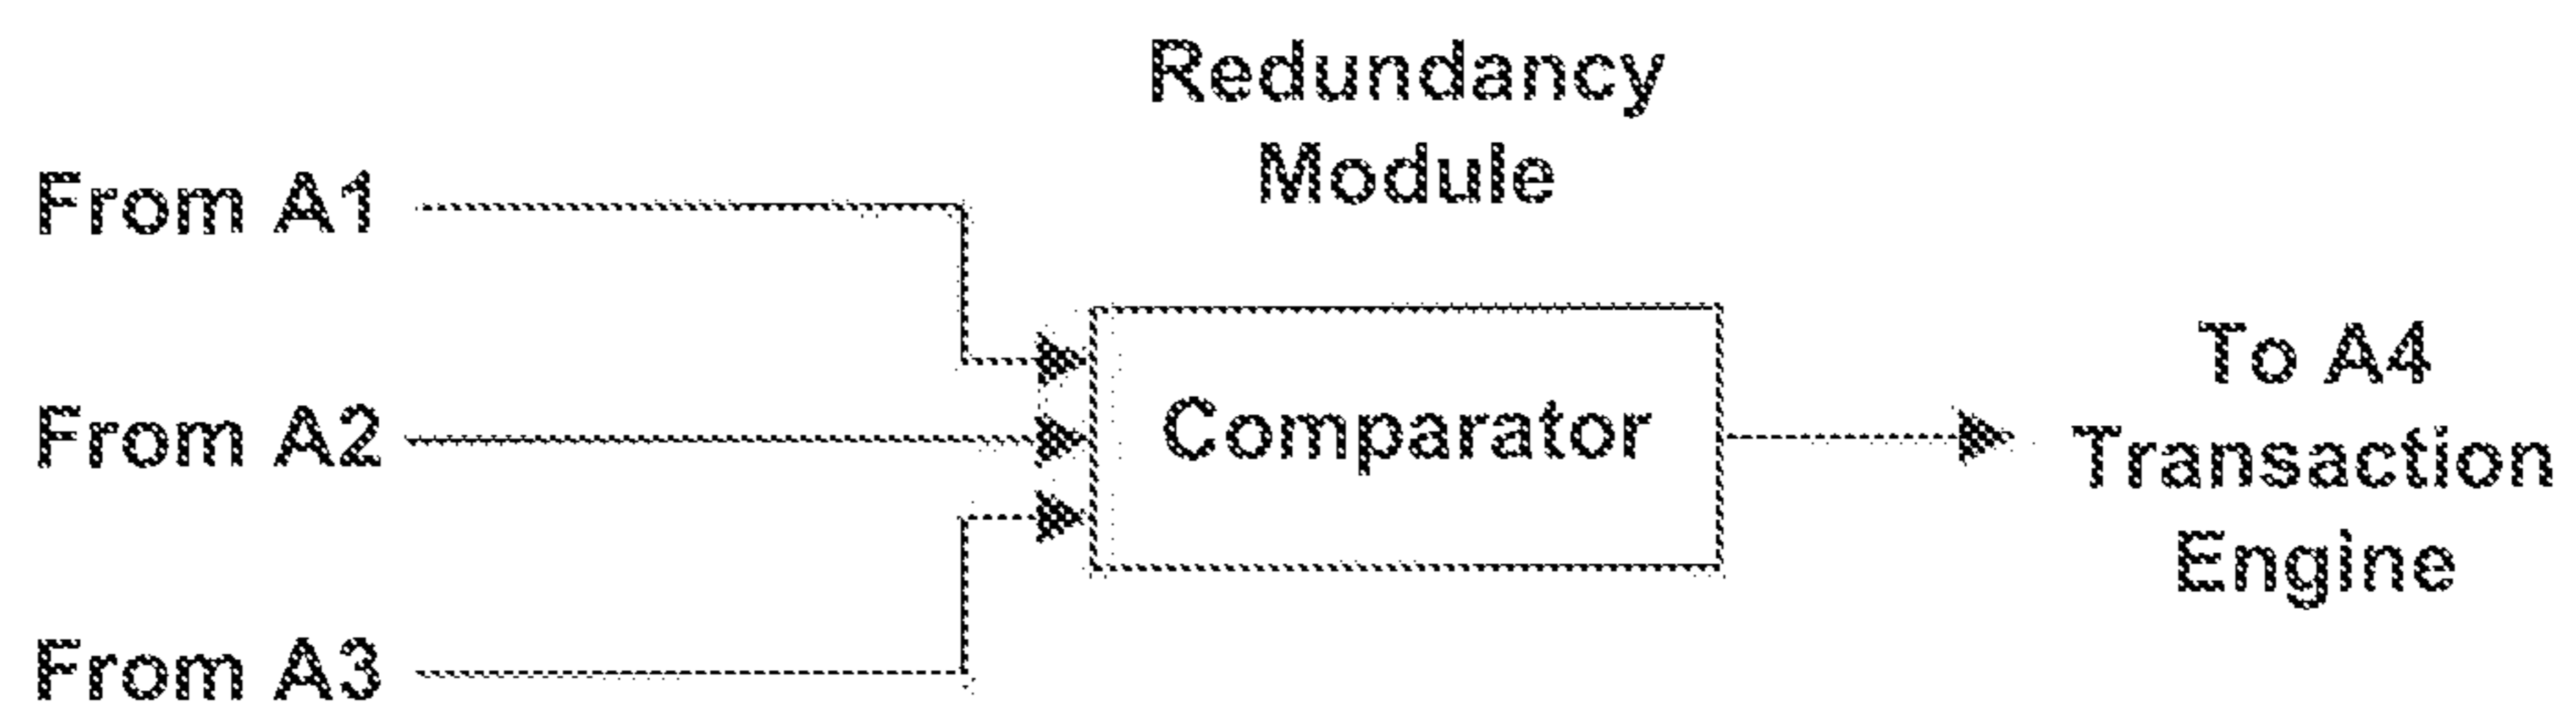 Redundancy
Module
From A1
From A2
From A3
Comparator
To A4
Transaction
Engine